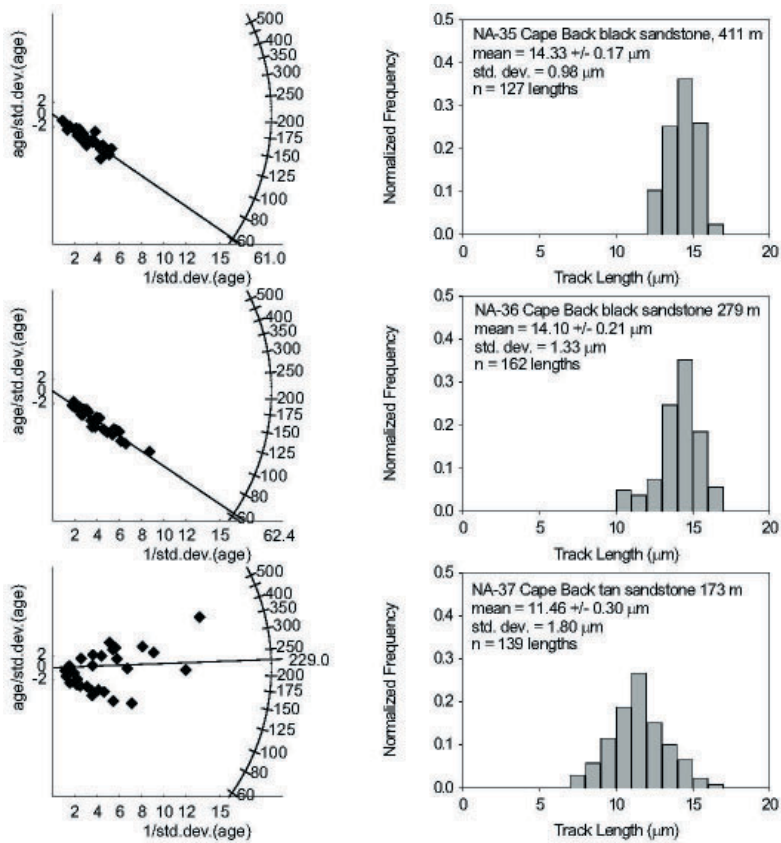 500
400
350
300
250
200
175
150
125
100
80
60
age/std.dev.(age)
2
0
-2
2 4 6 8 10 12 15 61.0
1/std.dev.(age)
Normalized Frequency
0.5
0.4
0.3
0.2
0.1
0.0
NA-35 Cape Back black sandstone, 411 m
mean = 14.33 +/- 0.17 μm
std. dev. = 0.98 μm
n = 127 lengths
0 5 10 15 20
Track Length (μm)
500
400
350
300
250
200
175
150
125
100
80
60
age/std.dev.(age)
2
0
-2
2 4 6 8 10 12 15 62.4
1/std.dev.(age)
Normalized Frequency
0.5
0.4
0.3
0.2
0.1
0.0
NA-36 Cape Back black sandstone 279 m
mean = 14.10 +/- 0.21 μm
std. dev. = 1.33 μm
n = 162 lengths
0 5 10 15 20
Track Length (μm)
500
400
350
300
250
229.0
200
175
150
125
100
80
60
age/std.dev.(age)
2
0
-2
2 4 6 8 10 12 15
1/std.dev.(age)
Normalized Frequency
0.5
0.4
0.3
0.2
0.1
0.0
NA-37 Cape Back tan sandstone 173 m
mean = 11.46 +/- 0.30 μm
std. dev. = 1.80 μm
n = 139 lengths
0 5 10 15 20
Track Length (μm)